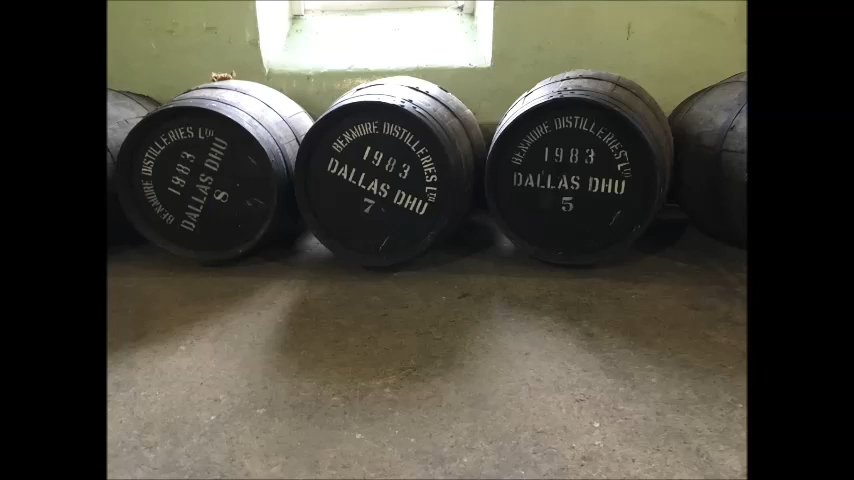 BENMORE DISTILLERIES LTD
1983
DALLAS DHU
8
BENMORE DISTILLERIES LTD
1983
DALLAS DHU
7
BENMORE DISTILLERIES LTD
1983
DALLAS DHU
5